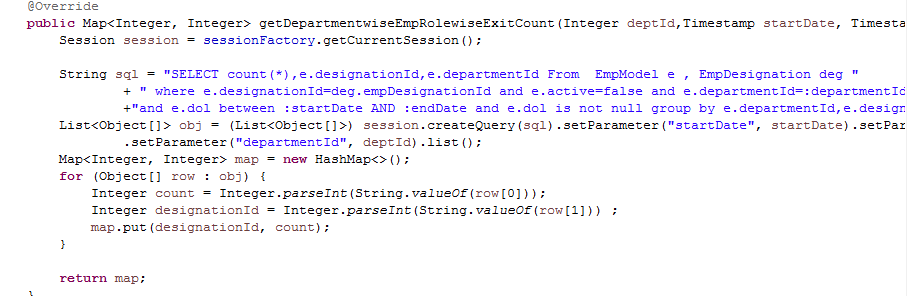 @Override
public Map<Integer, Integer> getDepartmentwiseEmpRolewiseExitCount(Integer deptId,Timestamp startDate, Timesta
Session session = sessionFactory.getCurrentSession();
String sql = "SELECT count(*),e.designationId,e.departmentId From  EmpModel e , EmpDesignation deg "
+ " where e.designationId=deg.empDesignationId and e.active=false and e.departmentId=:departmentId
+"and e.dol between :startDate AND :endDate and e.dol is not null group by e.departmentId,e.design
List<Object[]> obj = (List<Object[]>) session.createQuery(sql).setParameter("startDate", startDate).setPar
.setParameter("departmentId", deptId).list();
Map<Integer, Integer> map = new HashMap<>();
for (Object[] row : obj) {
Integer count = Integer.parseInt(String.valueOf(row[0]));
Integer designationId = Integer.parseInt(String.valueOf(row[1])) ;
map.put(designationId, count);
}
return map;
}